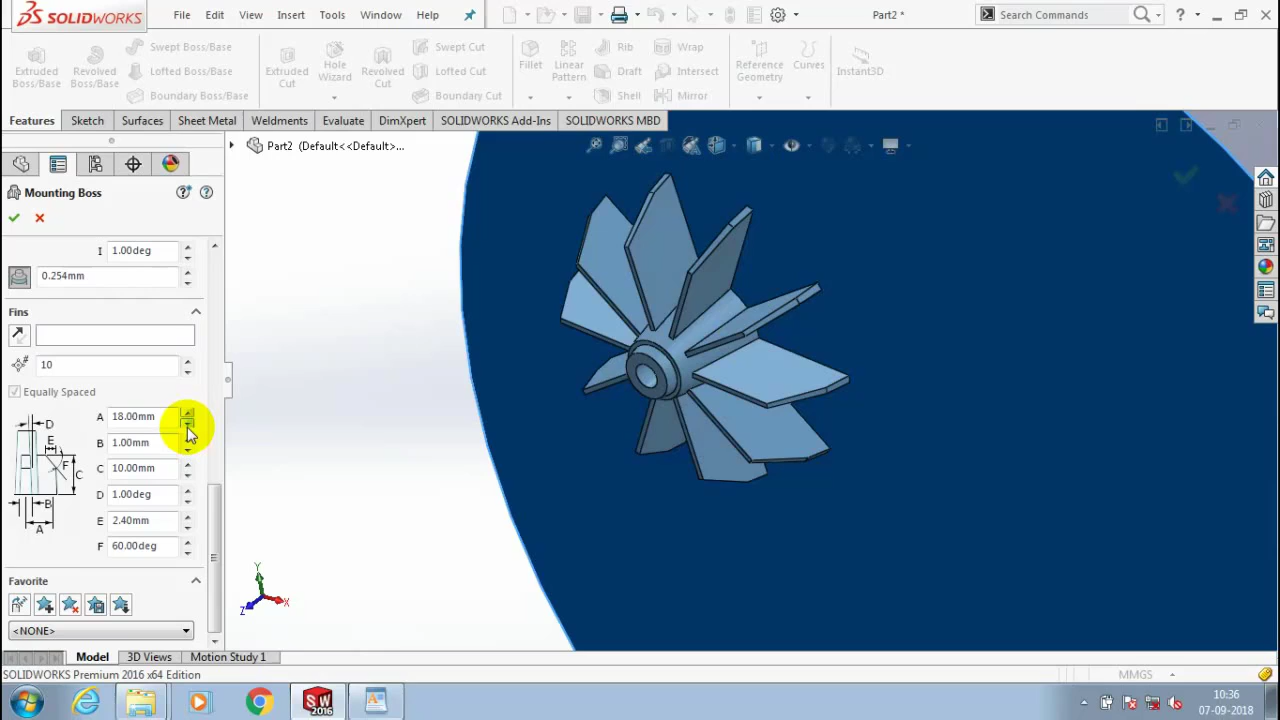 SOLIDWORKS File Edit View Insert Tools Window Help Part2 * Search Commands ?
Extruded Boss/Base Revolved Boss/Base Swept Boss/Base Lofted Boss/Base Boundary Boss/Base Extruded Cut Hole Wizard Revolved Cut Swept Cut Lofted Cut Boundary Cut Fillet Linear Pattern Rib Draft Shell Wrap Intersect Mirror Reference Geometry Curves Instant3D
Features Sketch Surfaces Sheet Metal Weldments Evaluate DimXpert SOLIDWORKS Add-Ins SOLIDWORKS MBD
Part2 (Default<<Default>...
Mounting Boss
I 1.00deg
0.254mm
Fins
10
Equally Spaced
A 18.00mm
B 1.00mm
C 10.00mm
D 1.00deg
E 2.40mm
F 60.00deg
D
E
F
C
B
A
Favorite
<NONE>
Y
Z X
Model 3D Views Motion Study 1
SOLIDWORKS Premium 2016 x64 Edition MMGS
SW 2016
10:36
07-09-2018